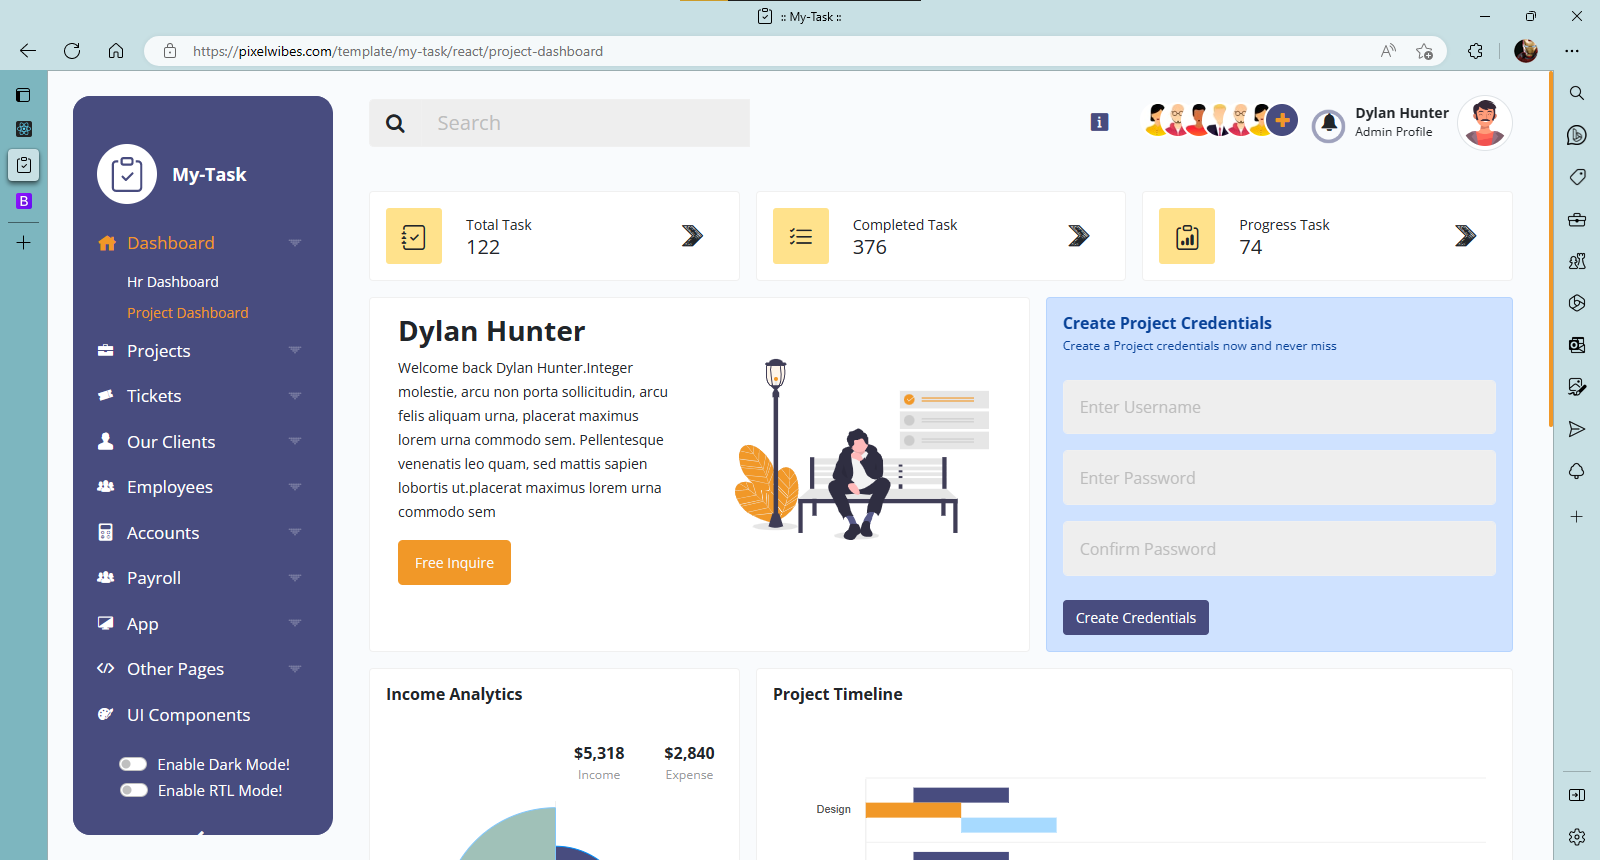 :: My-Task ::
https://pixelwibes.com/template/my-task/react/project-dashboard
B
My-Task
Dashboard
Hr Dashboard
Project Dashboard
Projects
Tickets
Our Clients
Employees
Accounts
Payroll
App
Other Pages
UI Components
Enable Dark Mode!
Enable RTL Mode!
Search
Dylan Hunter
Admin Profile
Total Task
122
Completed Task
376
Progress Task
74
Dylan Hunter
Welcome back Dylan Hunter.Integer
molestie, arcu non porta sollicitudin, arcu
felis aliquam urna, placerat maximus
lorem urna commodo sem. Pellentesque
venenatis leo quam, sed mattis sapien
lobortis ut.placerat maximus lorem urna
commodo sem
Free Inquire
Create Project Credentials
Create a Project credentials now and never miss
Enter Username
Enter Password
Confirm Password
Create Credentials
Income Analytics
$5,318 $2,840
Income Expense
Project Timeline
Design